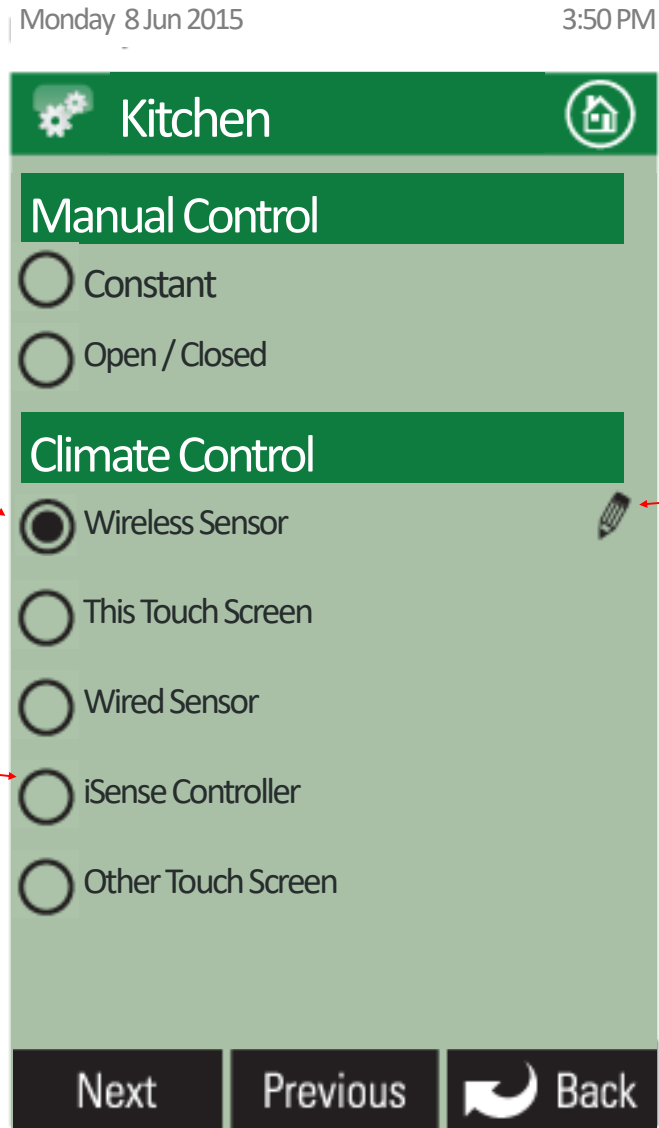 Monday 8 Jun 2015 3:50 PM
Kitchen
Manual Control
Constant
Open / Closed
Climate Control
Wireless Sensor
This Touch Screen
Wired Sensor
iSense Controller
Other Touch Screen
Next Previous Back